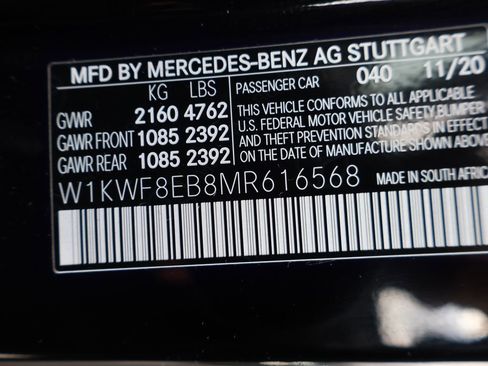 MFD BY MERCEDES-BENZ AG STUTTGART
KG LBS PASSENGER CAR 040 11/20
GVWR 2160 4762
GAWR FRONT 1085 2392
GAWR REAR 1085 2392
THIS VEHICLE CONFORMS TO ALL APPLICABLE
U.S. FEDERAL MOTOR VEHICLE SAFETY,BUMPER
AND THEFT PREVENTION STANDARDS IN EFFECT
ON THE DATE OF MANUFACTURE SHOWN ABOVE
W1KWF8EB8MR616568 MADE IN SOUTH AFRIC